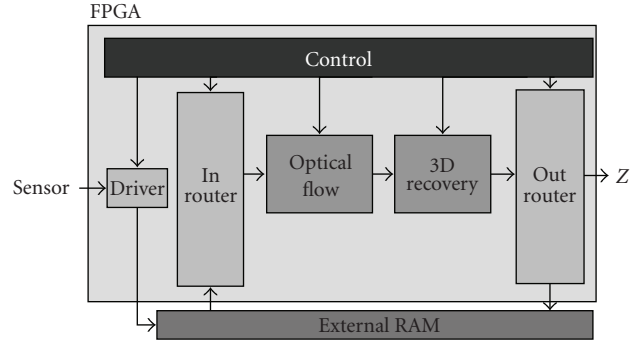 FPGA
Control
Sensor
Driver
In
router
Optical
flow
3D
recovery
Out
router
Z
External RAM